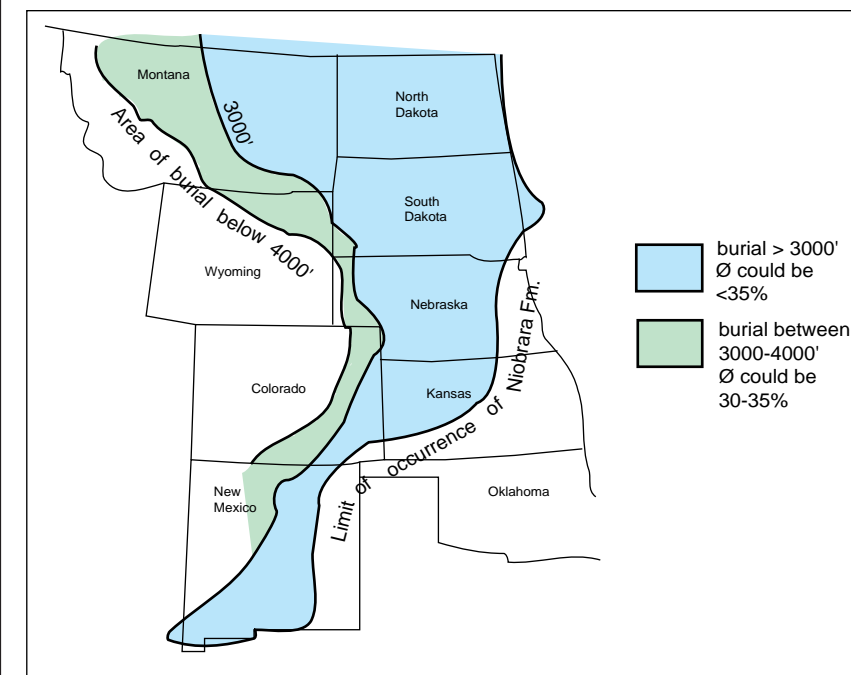 Montana
North
Dakota
3000'
Area of burial below 4000'
South
Dakota
Wyoming
Nebraska
Colorado
Kansas
Limit of occurrence of Niobrara Fm.
New
Mexico
Oklahoma
burial > 3000'
Ø could be
<35%
burial between
3000-4000'
Ø could be
30-35%